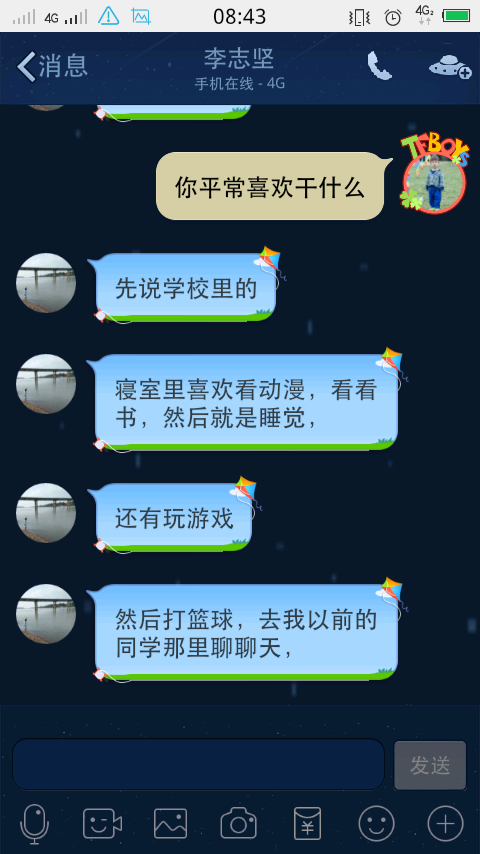 4G
08:43
4G2
消息
李志坚
手机在线 - 4G
TFBOYS
你平常喜欢干什么
先说学校里的
寝室里喜欢看动漫，看看
书，然后就是睡觉，
还有玩游戏
然后打篮球，去我以前的
同学那里聊聊天，
发送